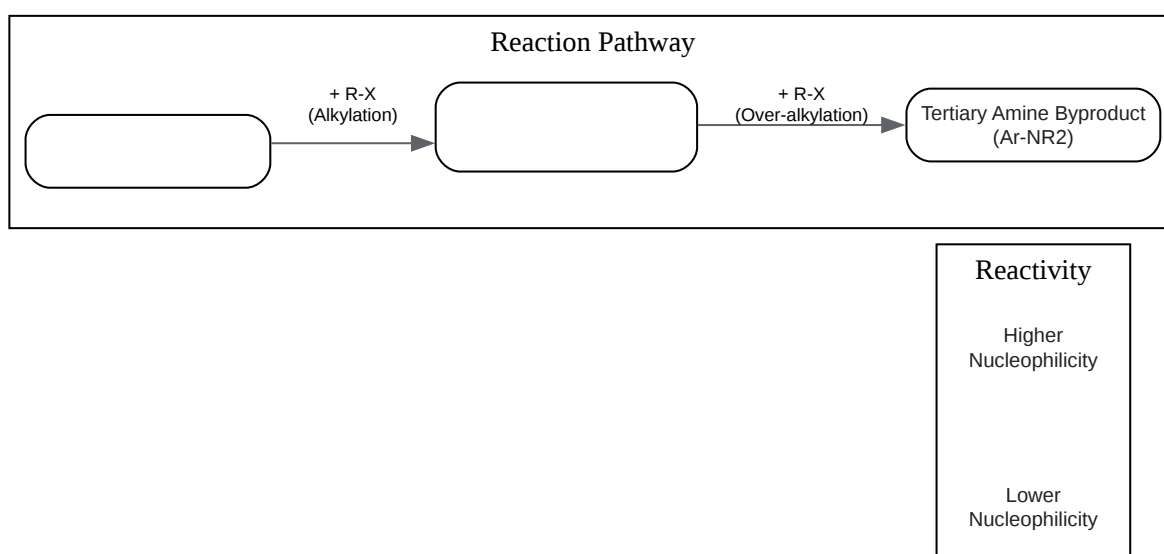 Reaction Pathway
+ R-X
(Alkylation)
+ R-X
(Over-alkylation)
Tertiary Amine Byproduct
(Ar-NR2)
Reactivity
Higher
Nucleophilicity
Lower
Nucleophilicity